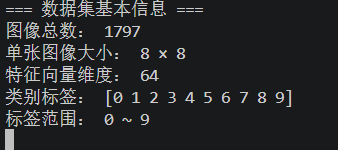 === 数据集基本信息 ===
图像总数： 1797
单张图像大小： 8 × 8
特征向量维度： 64
类别标签： [0 1 2 3 4 5 6 7 8 9]
标签范围： 0 ~ 9